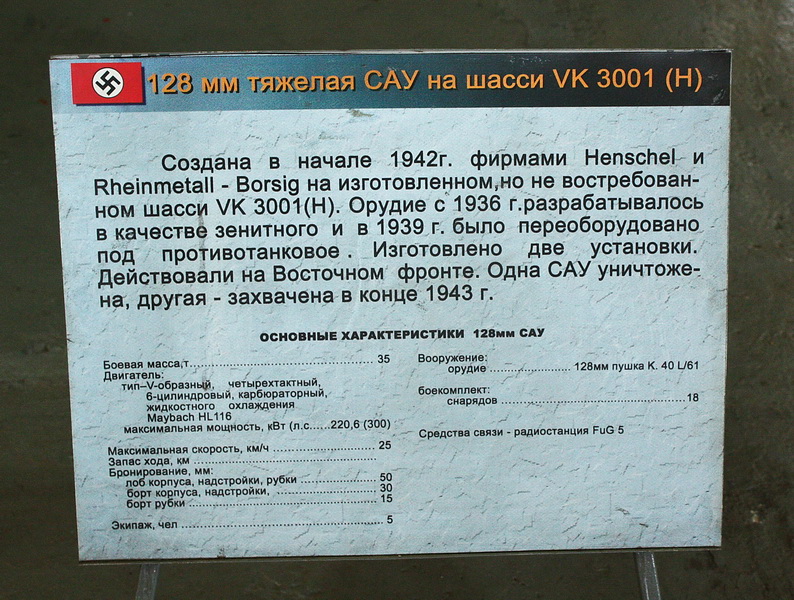 128 мм тяжелая САУ на шасси VK 3001 (H)
Создана в начале 1942г. фирмами Henschel и
Rheinmetall - Borsig на изготовленном,но не востребован-
ном шасси VK 3001(H). Орудие с 1936 г.разрабатывалось
в качестве зенитного и в 1939 г. было переоборудовано
под противотанковое . Изготовлено две установки.
Действовали на Восточном фронте. Одна САУ уничтоже-
на, другая - захвачена в конце 1943 г.
ОСНОВНЫЕ ХАРАКТЕРИСТИКИ 128мм САУ
Боевая масса,т.............................................. 35
Двигатель:
тип–V-образный, четырехтактный,
6-цилиндровый, карбюраторный,
жидкостного охлаждения
Maybach HL116
максимальная мощность, кВт (л.с......220,6 (300)
Максимальная скорость, км/ч ........................ 25
Запас хода, км ..........................................
Бронирование, мм:
лоб корпуса, надстройки, рубки .................. 50
борт корпуса, надстройки, ........................ 30
борт рубки ............................................. 15
Экипаж, чел ................................................ 5
Вооружение:
орудие ...................... 128мм пушка K. 40 L/61
боекомплект:
снарядов ................................................18
Средства связи - радиостанция FuG 5